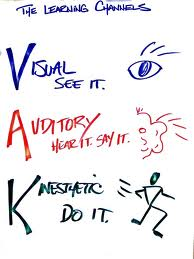 THE LEARNING CHANNELS
VISUAL
SEE IT.
AUDITORY
HEAR IT. SAY IT.
KINESTHETIC
DO IT.